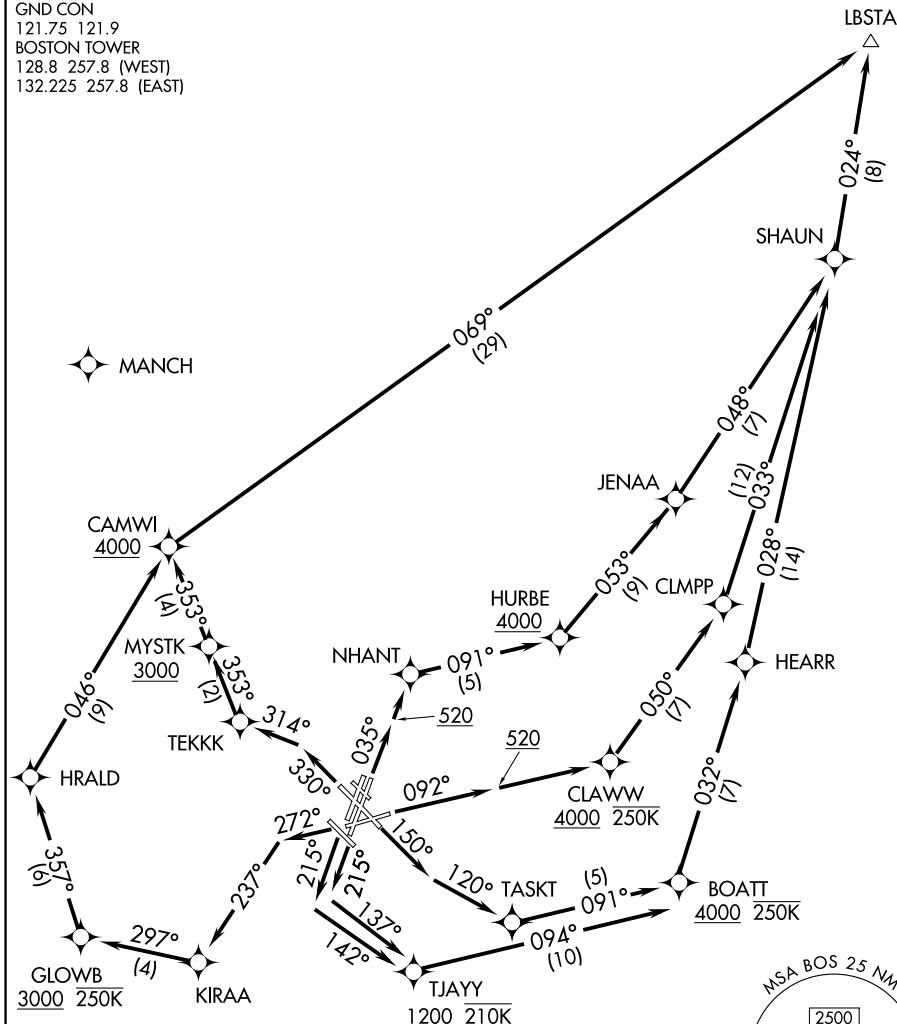 GND CON
121.75 121.9
BOSTON TOWER
128.8 257.8 (WEST)
132.225 257.8 (EAST)
LBSTA
024°
(8)
SHAUN
069°
(29)
MANCH
048°
(7)
JENAA
(12)
033°
CAMWI
4000
028°
(14)
353°
(4)
053°
(9)
CLMPP
HURBE
4000
MYSTK
3000
NHANT
091°
(5)
HEARR
353°
(2)
046°
(9)
050°
(7)
520
314°
TEKKK
035°
520
HRALD
330°
092°
CLAWW
4000 250K
032°
(7)
272°
150°
215°
215°
357°
(6)
237°
120°
TASKT
(5)
091°
BOATT
4000 250K
137°
142°
094°
(10)
297°
(4)
GLOWB
3000 250K
KIRAA
TJAYY
1200 210K
MSA BOS 25 NM
2500